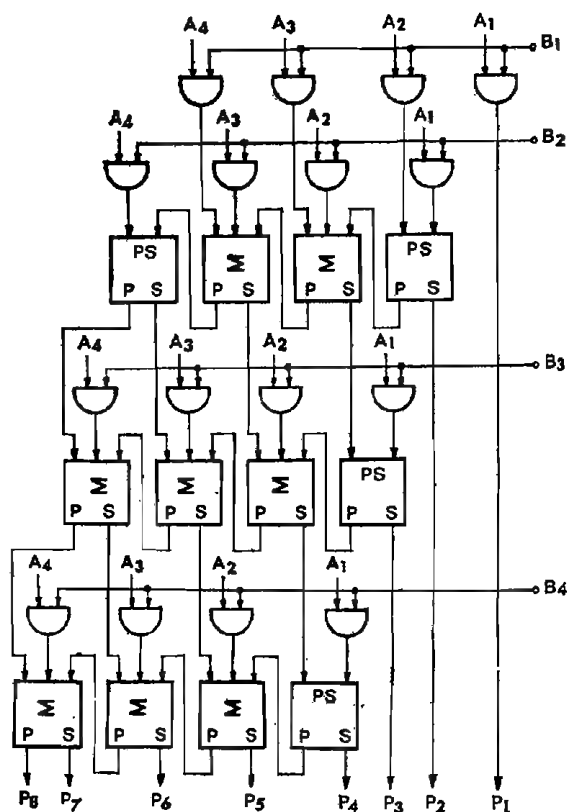 A4 A3 A2 A1 B1
A4 A3 A2 A1 B2
PS M M PS
P S P S P S P S
A4 A3 A2 A1 B3
M M M PS
P S P S P S P S
A4 A3 A2 A1 B4
M M M PS
P S P S P S P S
P8 P7 P6 P5 P4 P3 P2 P1